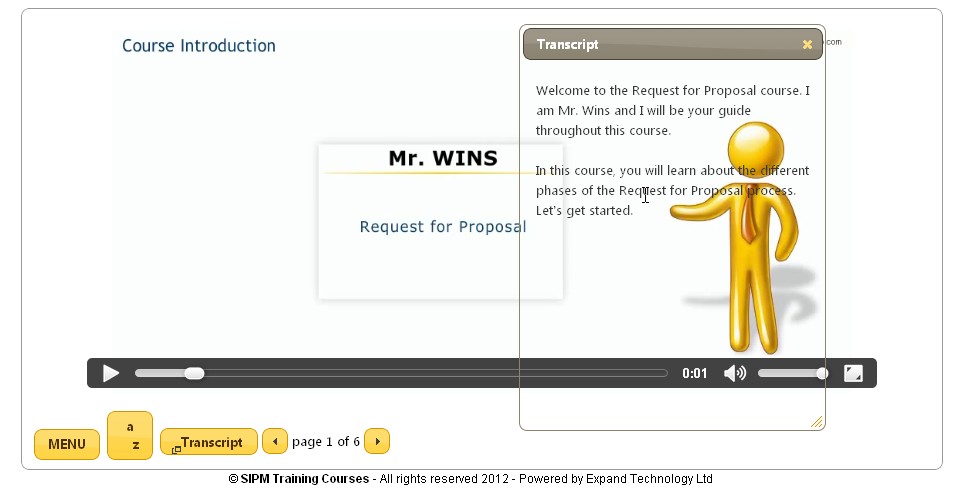 Course Introduction
com
Transcript
Welcome to the Request for Proposal course. I
am Mr. Wins and I will be your guide
throughout this course.
In this course, you will learn about the different
phases of the Request for Proposal process.
Let's get started.
Mr. WINS
Request for Proposal
0:01
MENU
a
z
Transcript
page 1 of 6
© SIPM Training Courses - All rights reserved 2012 - Powered by Expand Technology Ltd